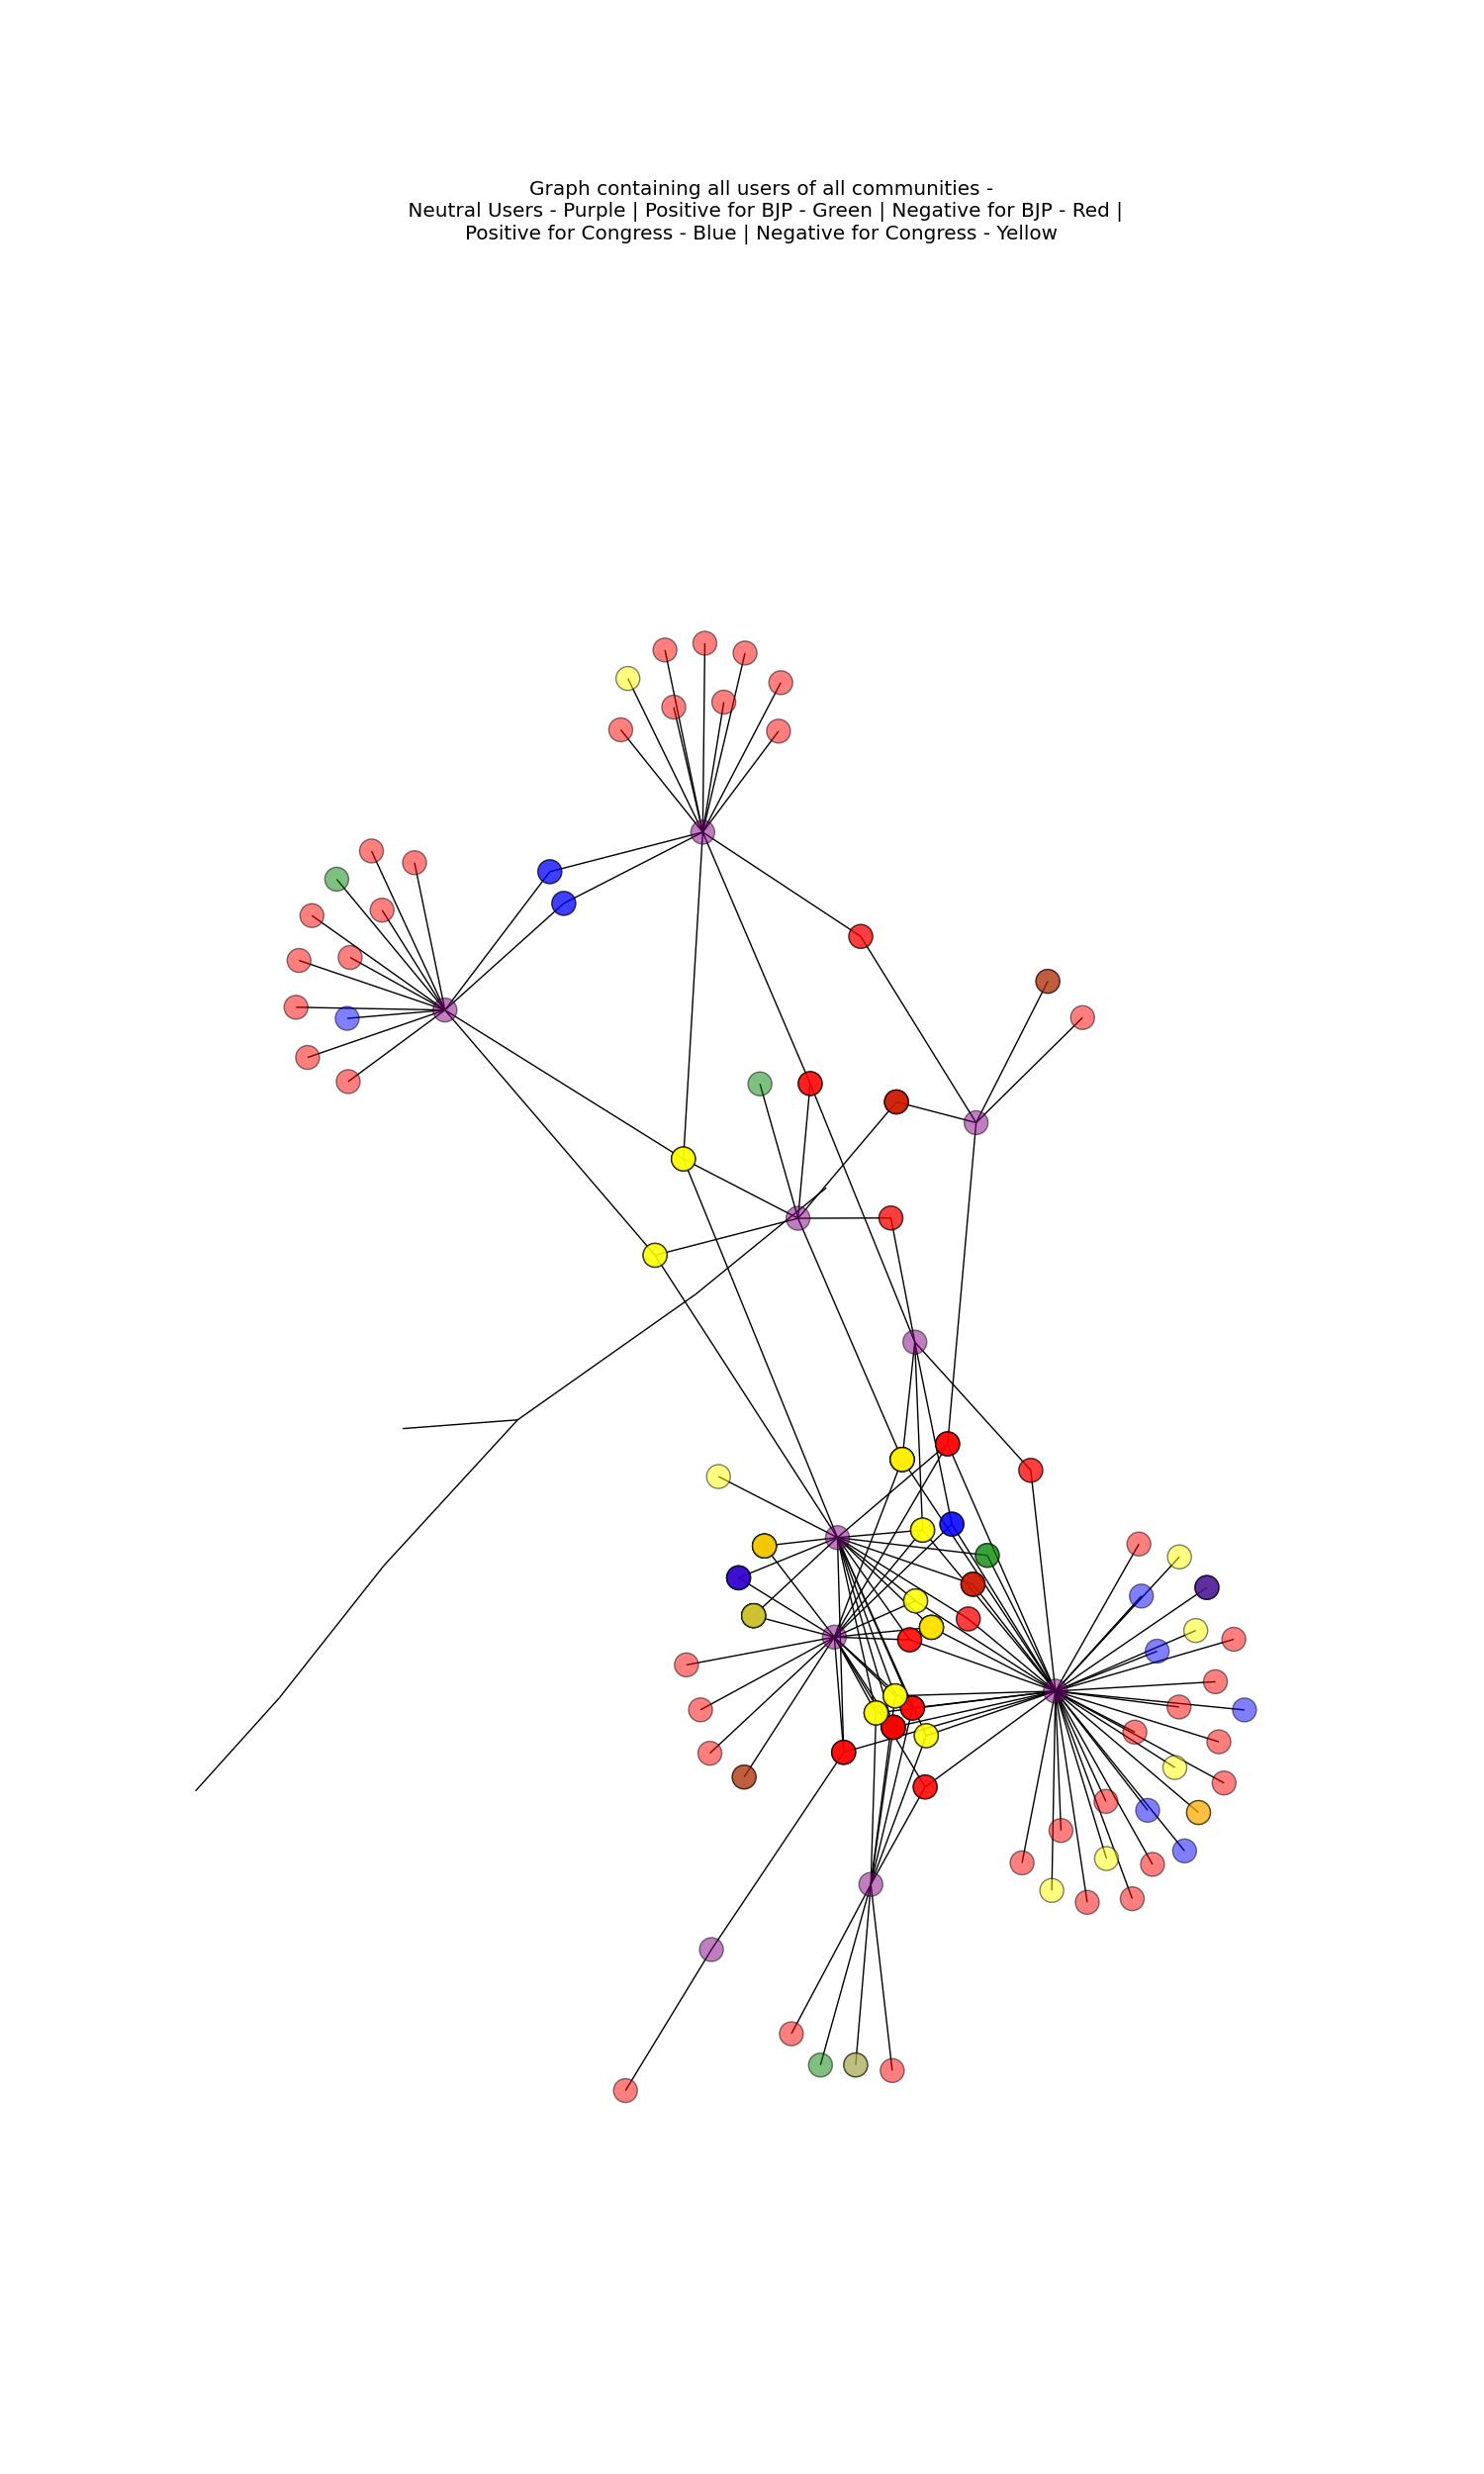 Graph containing all users of all communities -
Neutral Users - Purple | Positive for BJP - Green | Negative for BJP - Red |
Positive for Congress - Blue | Negative for Congress - Yellow